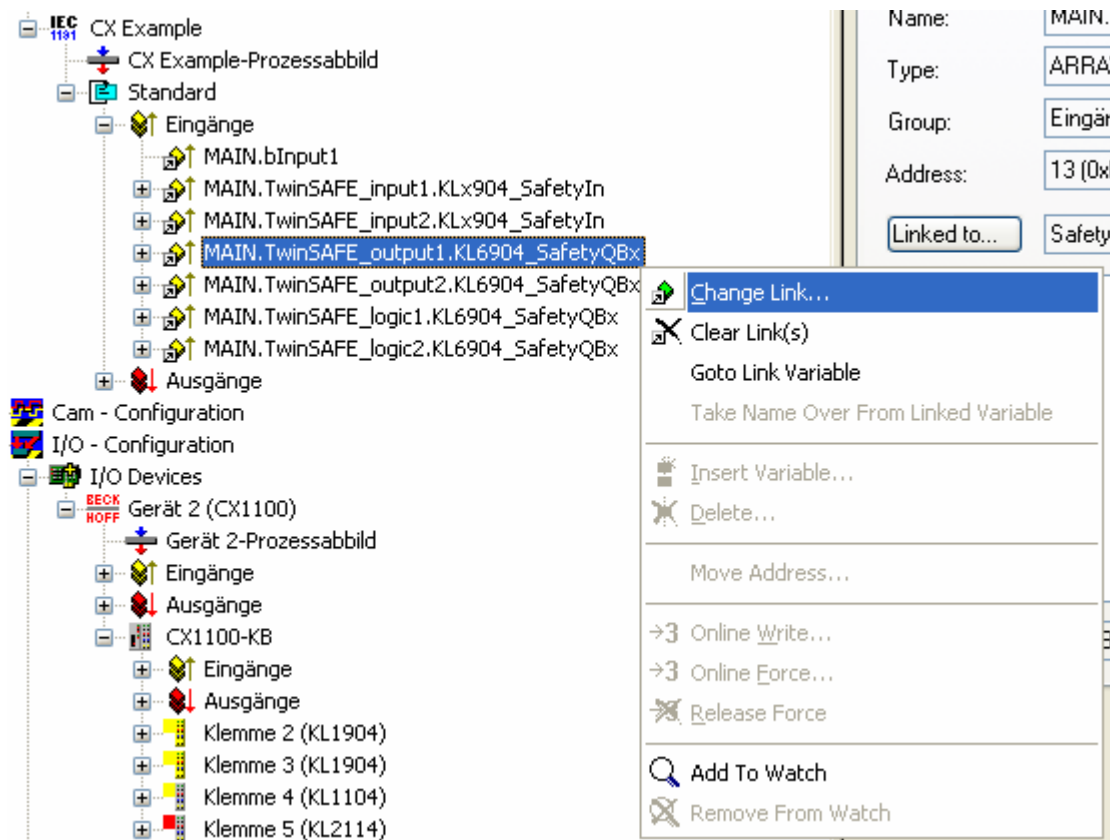 IEC
1131
CX Example
CX Example-Prozessabbild
Standard
Eingänge
MAIN.bInput1
MAIN.TwinSAFE_input1.KLx904_SafetyIn
MAIN.TwinSAFE_input2.KLx904_SafetyIn
MAIN.TwinSAFE_output1.KL6904_SafetyQBx
MAIN.TwinSAFE_output2.KL6904_SafetyQBx
MAIN.TwinSAFE_logic1.KL6904_SafetyQBx
MAIN.TwinSAFE_logic2.KL6904_SafetyQBx
Ausgänge
Cam - Configuration
I/O - Configuration
I/O Devices
BECK
HOFF
Gerät 2 (CX1100)
Gerät 2-Prozessabbild
Eingänge
Ausgänge
CX1100-KB
Eingänge
Ausgänge
Klemme 2 (KL1904)
Klemme 3 (KL1904)
Klemme 4 (KL1104)
Klemme 5 (KL2114)
Name: MAIN.
Type: ARRA
Group: Eingä
Address: 13 (0x
Linked to... Safety
Change Link...
Clear Link(s)
Goto Link Variable
Take Name Over From Linked Variable
Insert Variable...
Delete...
Move Address...
→3 Online Write...
→3 Online Force...
Release Force
Add To Watch
Remove From Watch